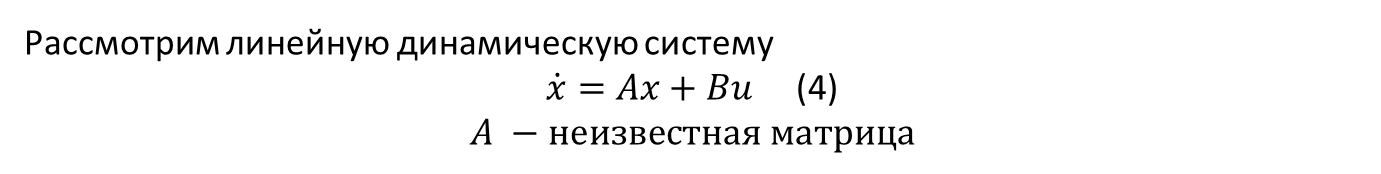 Рассмотрим линейную динамическую систему
ẋ = Ax + Bu (4)
A − неизвестная матрица